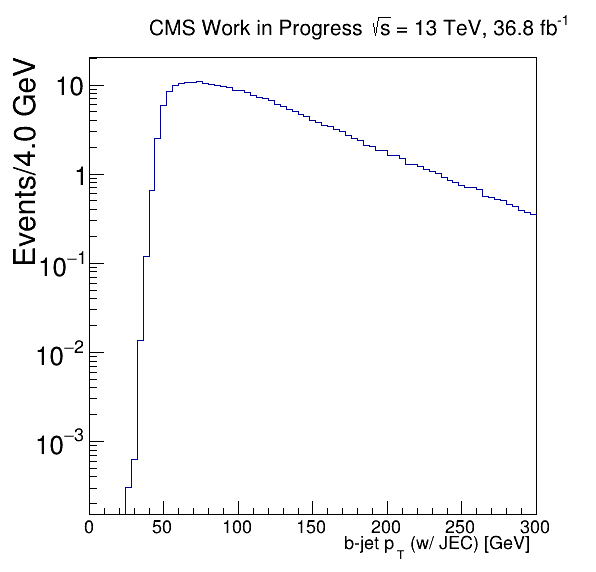 CMS Work in Progress √s = 13 TeV, 36.8 fb⁻¹
Events/4.0 GeV
10
1
10⁻¹
10⁻²
10⁻³
0 50 100 150 200 250 300
b-jet p_T (w/ JEC) [GeV]